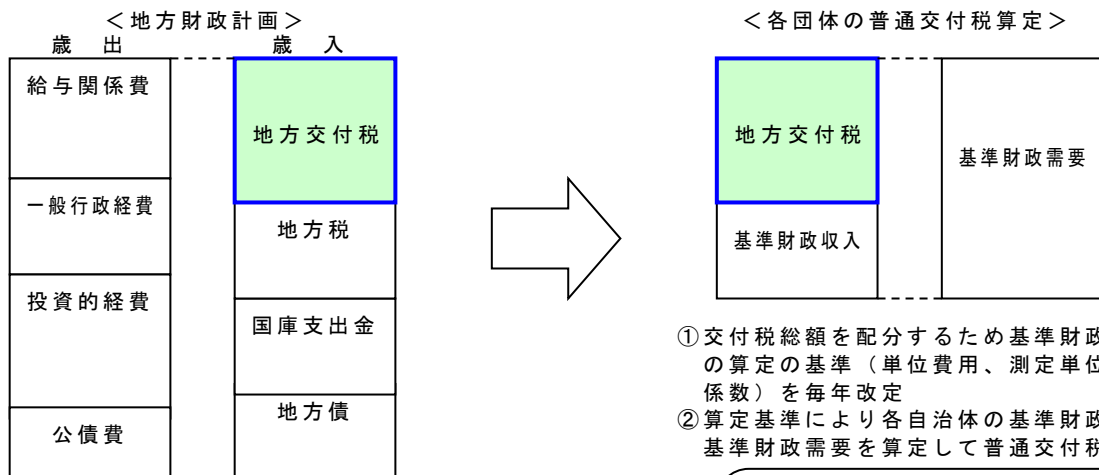 ＜地方財政計画＞
歳出
歳入
給与関係費
一般行政経費
投資的経費
公債費
地方交付税
地方税
国庫支出金
地方債
＜各団体の普通交付税算定＞
地方交付税
基準財政収入
基準財政需要
①交付税総額を配分するため基準財政
の算定の基準（単位費用、測定単位
係数）を毎年改定
②算定基準により各自治体の基準財政
基準財政需要を算定して普通交付税